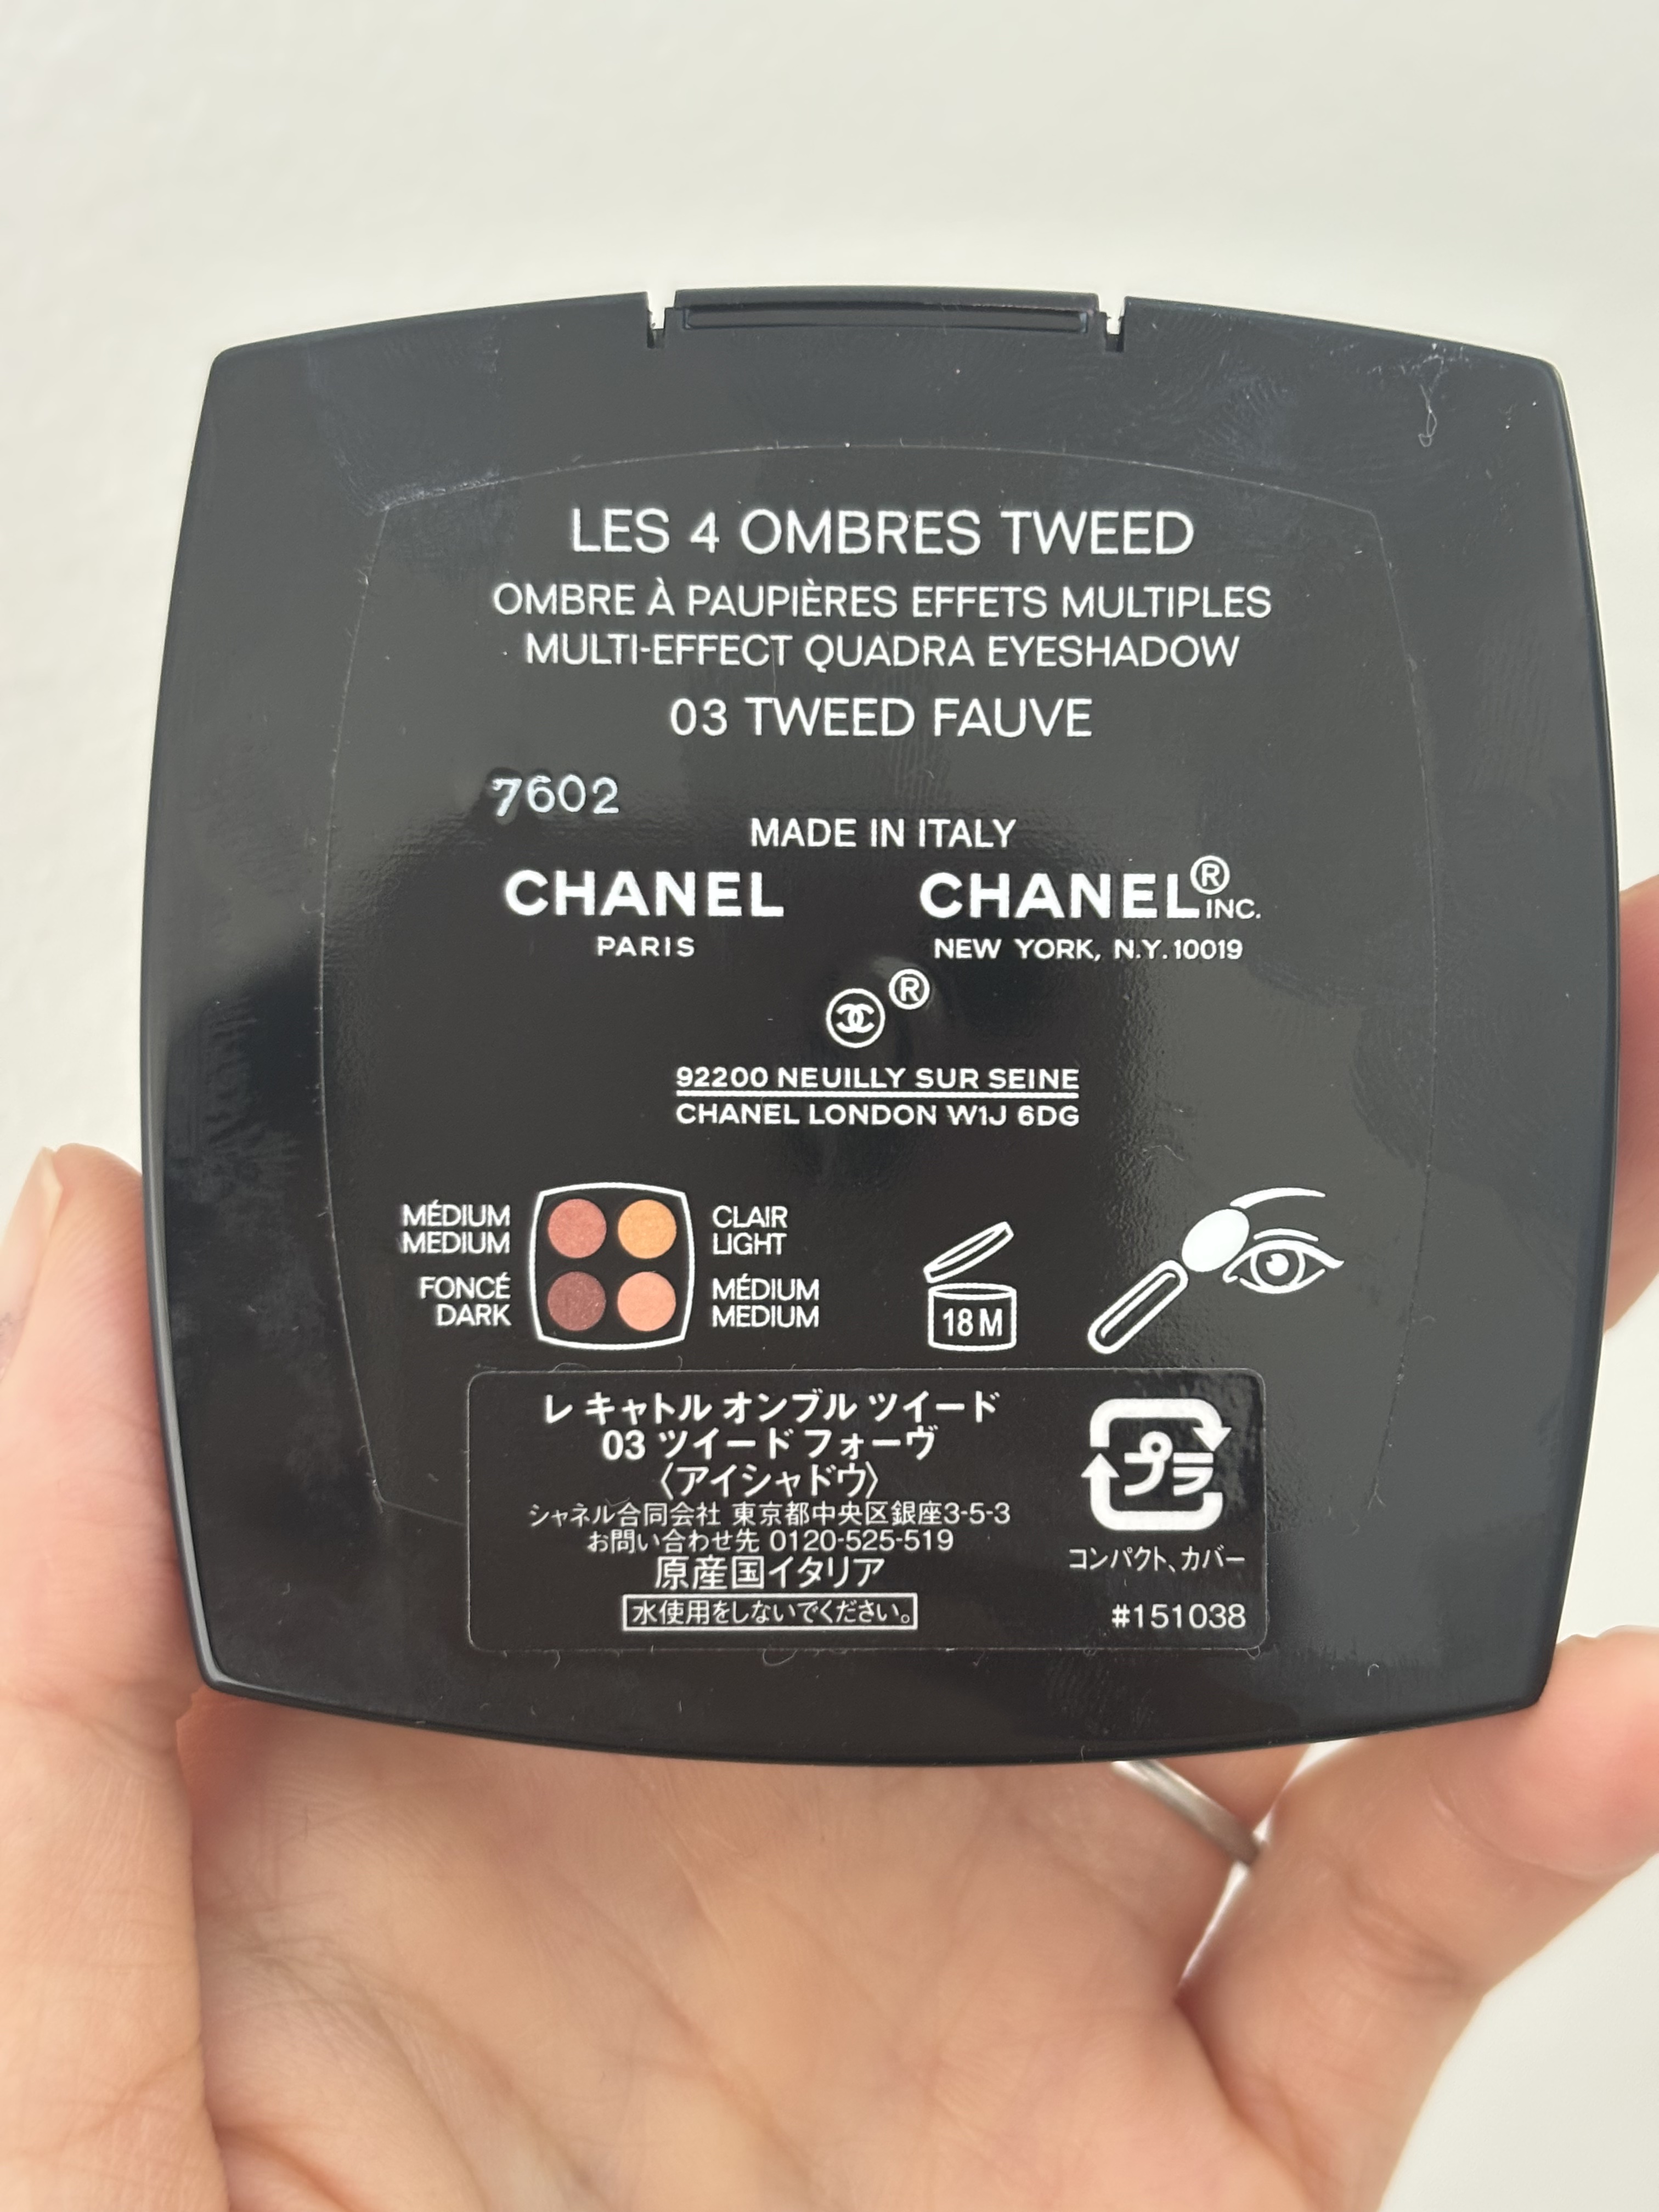 LES 4 OMBRES TWEED
OMBRE À PAUPIÈRES EFFETS MULTIPLES
MULTI-EFFECT QUADRA EYESHADOW
03 TWEED FAUVE
7602
MADE IN ITALY
CHANEL
PARIS
CHANEL® INC.
NEW YORK, N.Y. 10019
®
92200 NEUILLY SUR SEINE
CHANEL LONDON W1J 6DG
MÉDIUM
MEDIUM
CLAIR
LIGHT
FONCÉ
DARK
MÉDIUM
MEDIUM
18 M
レ キャトル オンブル ツイード
03 ツイード フォーヴ
〈アイシャドウ〉
シャネル合同会社 東京都中央区銀座3-5-3
お問い合わせ先 0120-525-519
原産国イタリア
水使用をしないでください。
プラ
コンパクト、カバー
#151038